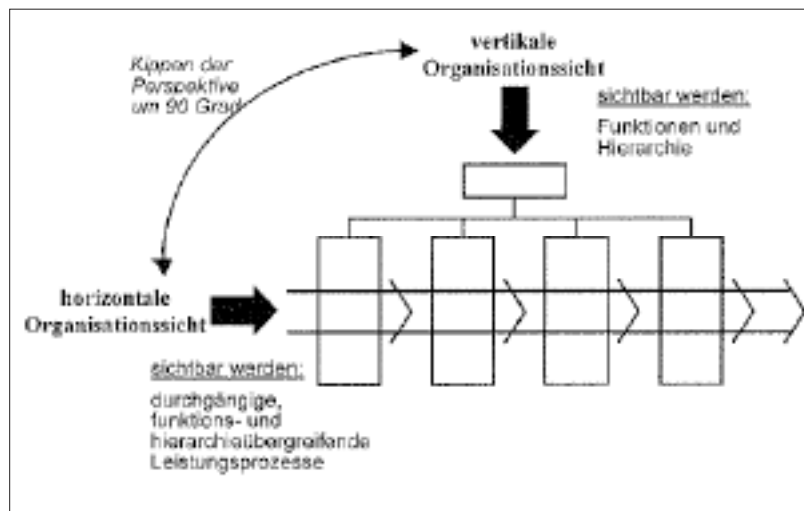 Kippen der
Perspektive
um 90 Grad
vertikale
Organisationssicht
sichtbar werden:
Funktionen und
Hierarchie
horizontale
Organisationssicht
sichtbar werden:
durchgängige,
funktions- und
hierarchieübergreifende
Leistungsprozesse